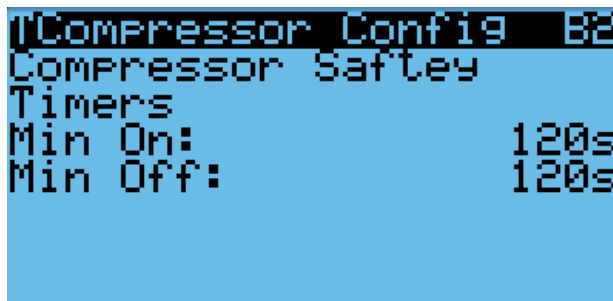 ↑Compressor Config B2
Compressor Saftey
Timers
Min On: 120s
Min Off: 120s